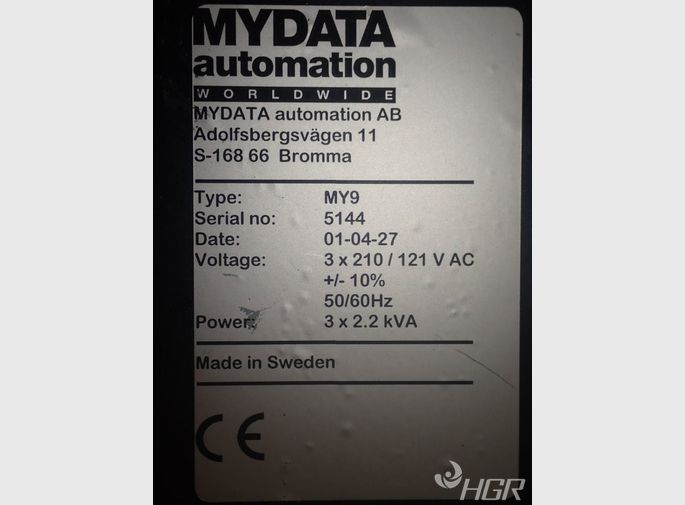 MYDATA
automation
WORLDWIDE
MYDATA automation AB
Adolfsbergsvägen 11
S-168 66 Bromma
Type: MY9
Serial no: 5144
Date: 01-04-27
Voltage: 3 x 210 / 121 V AC
+/- 10%
50/60Hz
Power: 3 x 2.2 kVA
Made in Sweden
CE
HGR